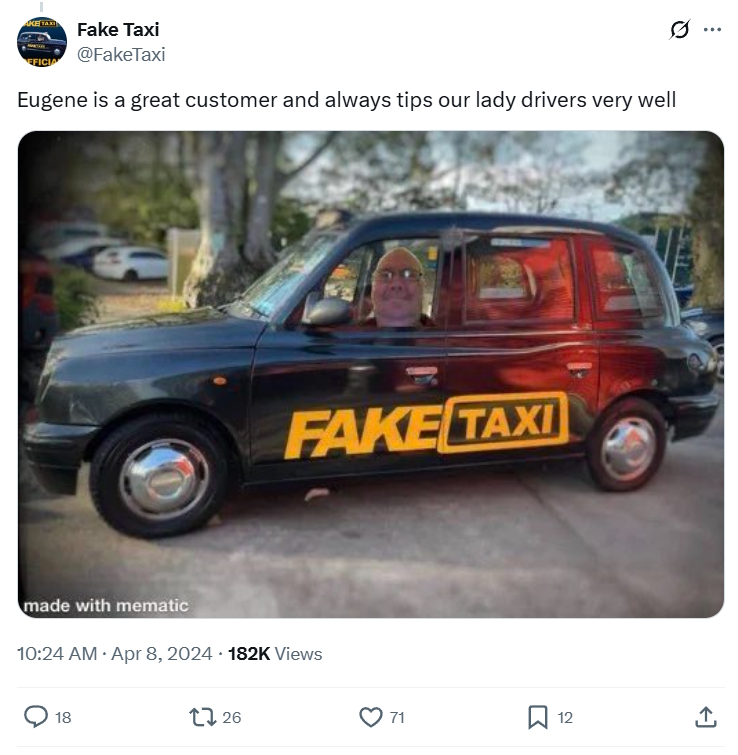 Fake Taxi
@FakeTaxi
Eugene is a great customer and always tips our lady drivers very well
FAKE TAXI
made with mematic
10:24 AM · Apr 8, 2024 · 182K Views
18 26 71 12